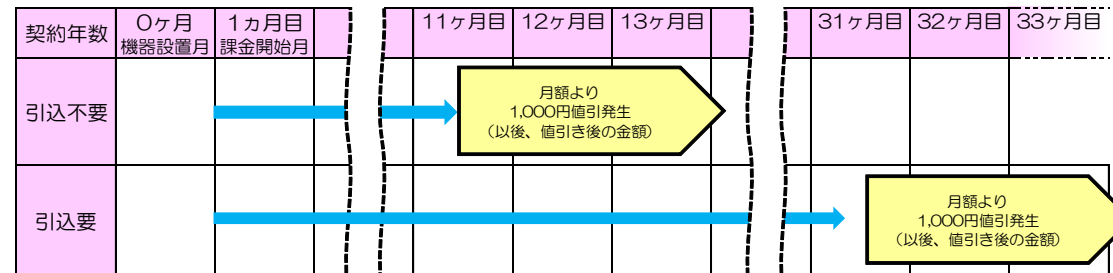 契約年数
0ヶ月
機器設置月
1ヵ月目
課金開始月
11ヶ月目
12ヶ月目
13ヶ月目
31ヶ月目
32ヶ月目
33ヶ月目
引込不要
月額より
1,000円値引発生
(以後、値引き後の金額)
引込要
月額より
1,000円値引発生
(以後、値引き後の金額)